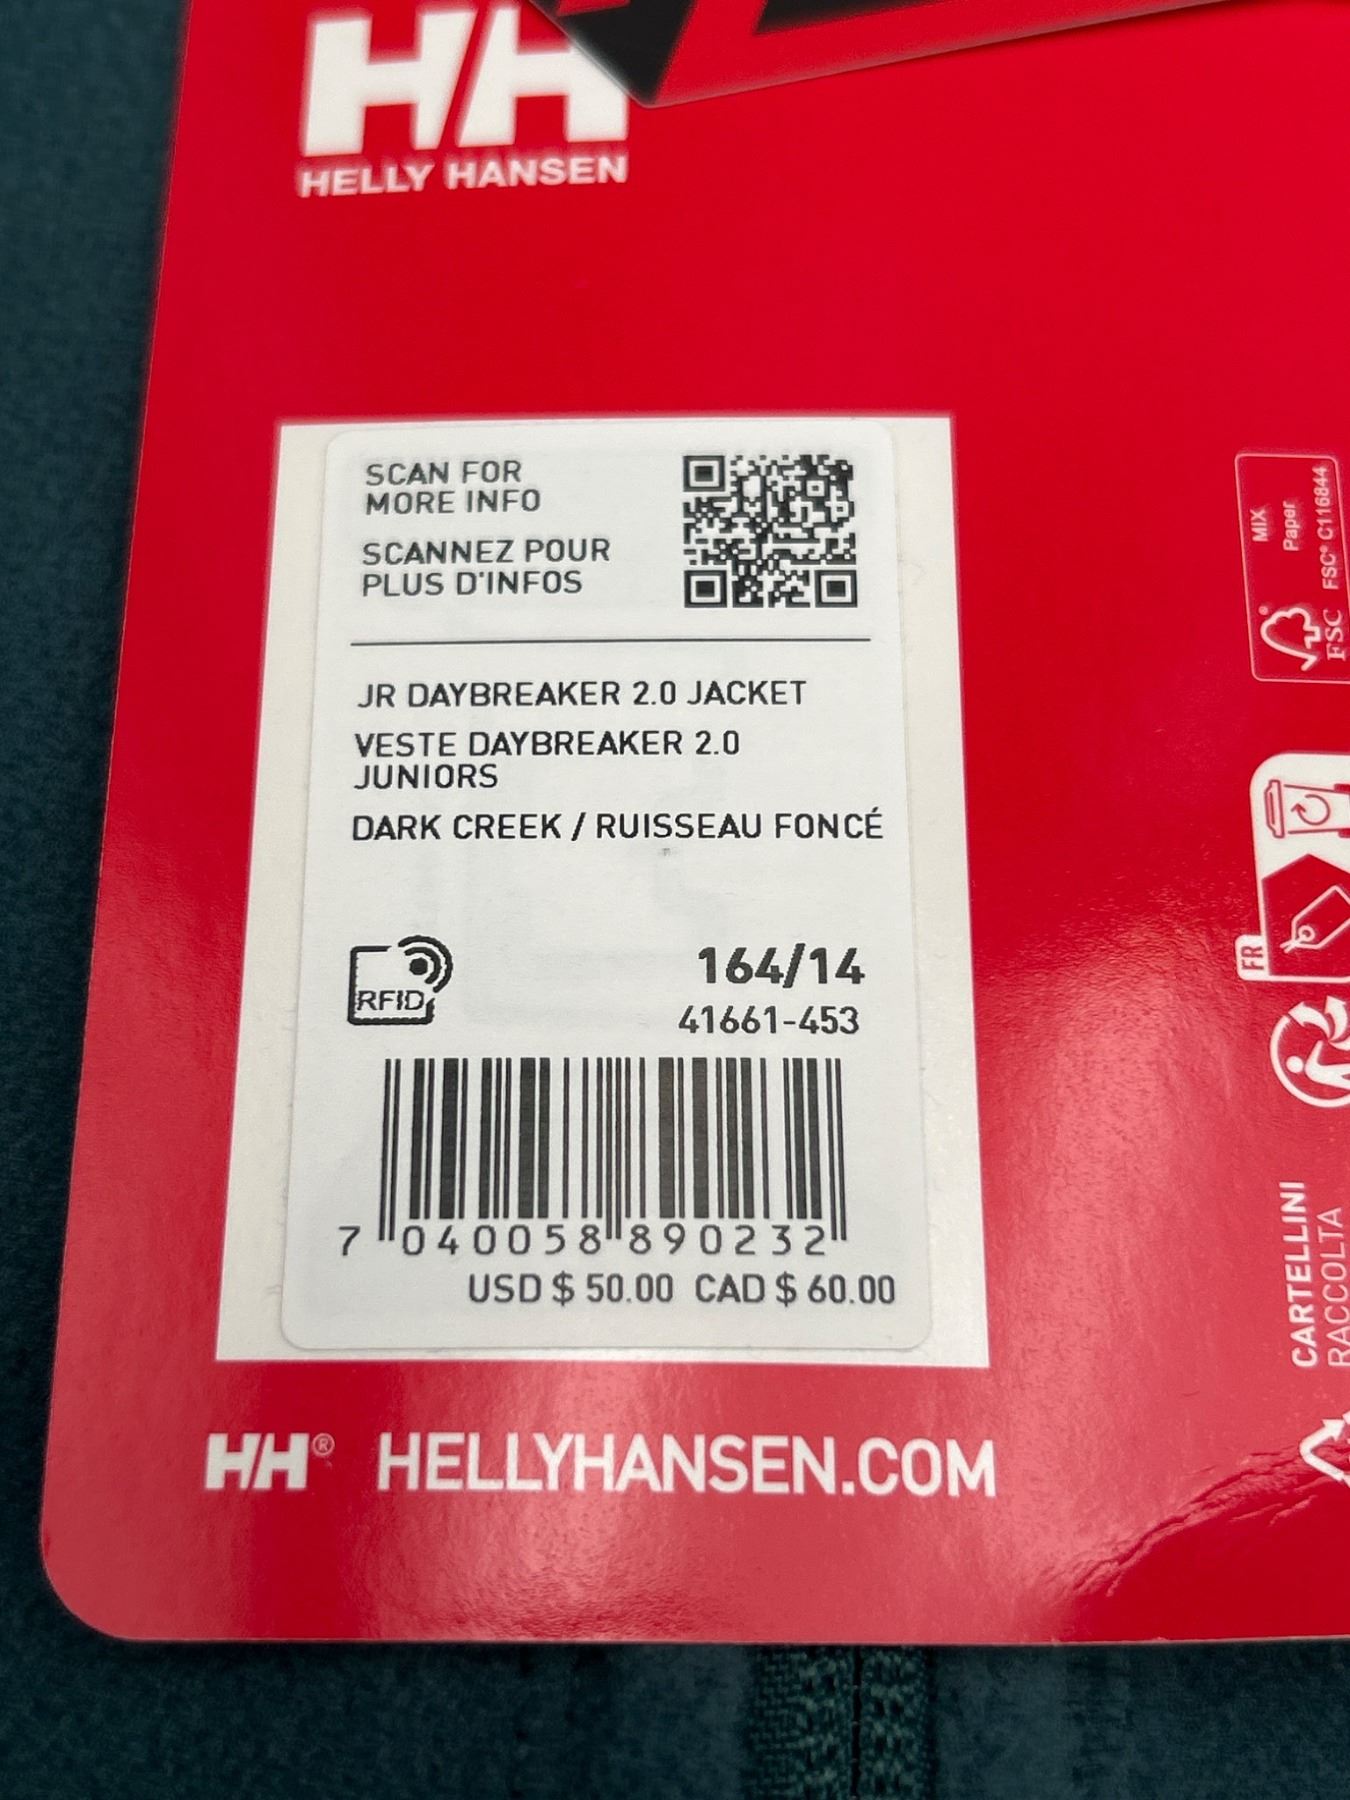 HH
HELLY HANSEN
SCAN FOR
MORE INFO
SCANNEZ POUR
PLUS D'INFOS
JR DAYBREAKER 2.0 JACKET
VESTE DAYBREAKER 2.0
JUNIORS
DARK CREEK / RUISSEAU FONCÉ
RFID
164/14
41661-453
7 040058 890232
USD $ 50.00 CAD $ 60.00
HH® HELLYHANSEN.COM
MIX
Paper
FSC® C116844
FSC
FR
CARTELLINI
RACCOLTA